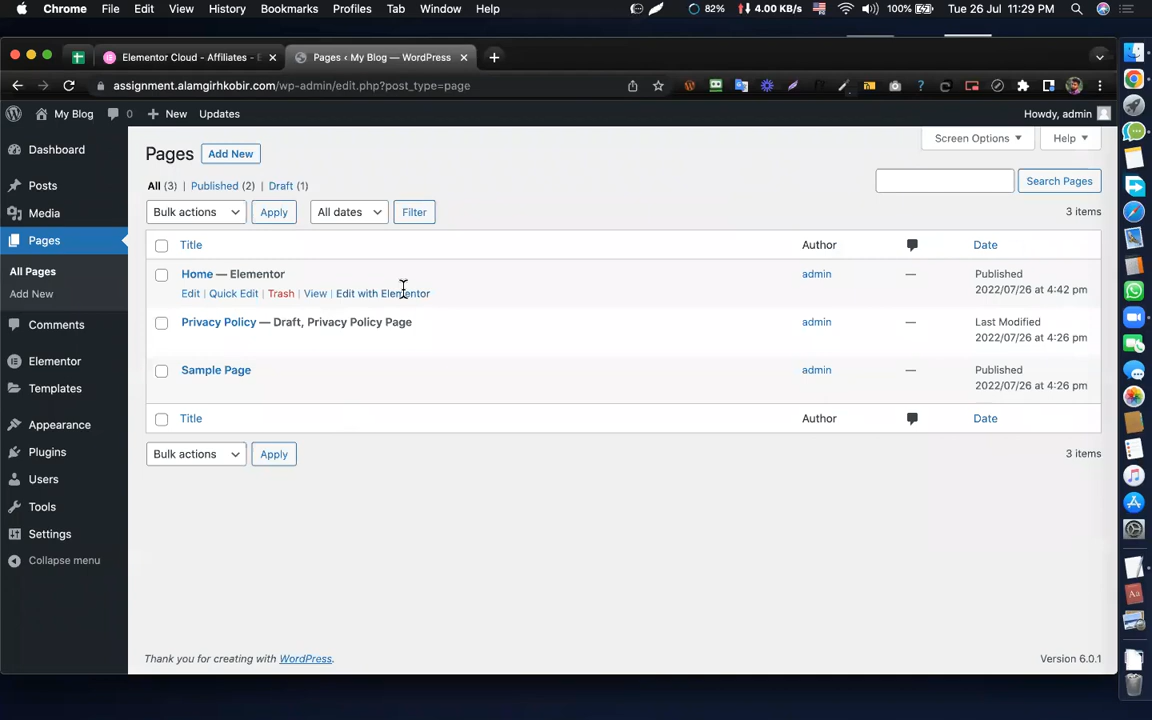 Chrome File Edit View History Bookmarks Profiles Tab Window Help 82% 4.00 KB/s 100% Tue 26 Jul 11:29 PM
Elementor Cloud - Affiliates - E Pages ‹ My Blog — WordPress
assignment.alamgirhkobir.com/wp-admin/edit.php?post_type=page
My Blog 0 New Updates Howdy, admin
Dashboard
Posts
Media
Pages
All Pages
Add New
Comments
Elementor
Templates
Appearance
Plugins
Users
Tools
Settings
Collapse menu
Screen Options Help
Pages Add New
All (3) | Published (2) | Draft (1)
Search Pages
Bulk actions Apply All dates Filter 3 items
Title Author Date
Home — Elementor admin — Published
2022/07/26 at 4:42 pm
Edit | Quick Edit | Trash | View | Edit with Elementor
Privacy Policy — Draft, Privacy Policy Page admin — Last Modified
2022/07/26 at 4:26 pm
Sample Page admin — Published
2022/07/26 at 4:26 pm
Title Author Date
Bulk actions Apply 3 items
Thank you for creating with WordPress. Version 6.0.1